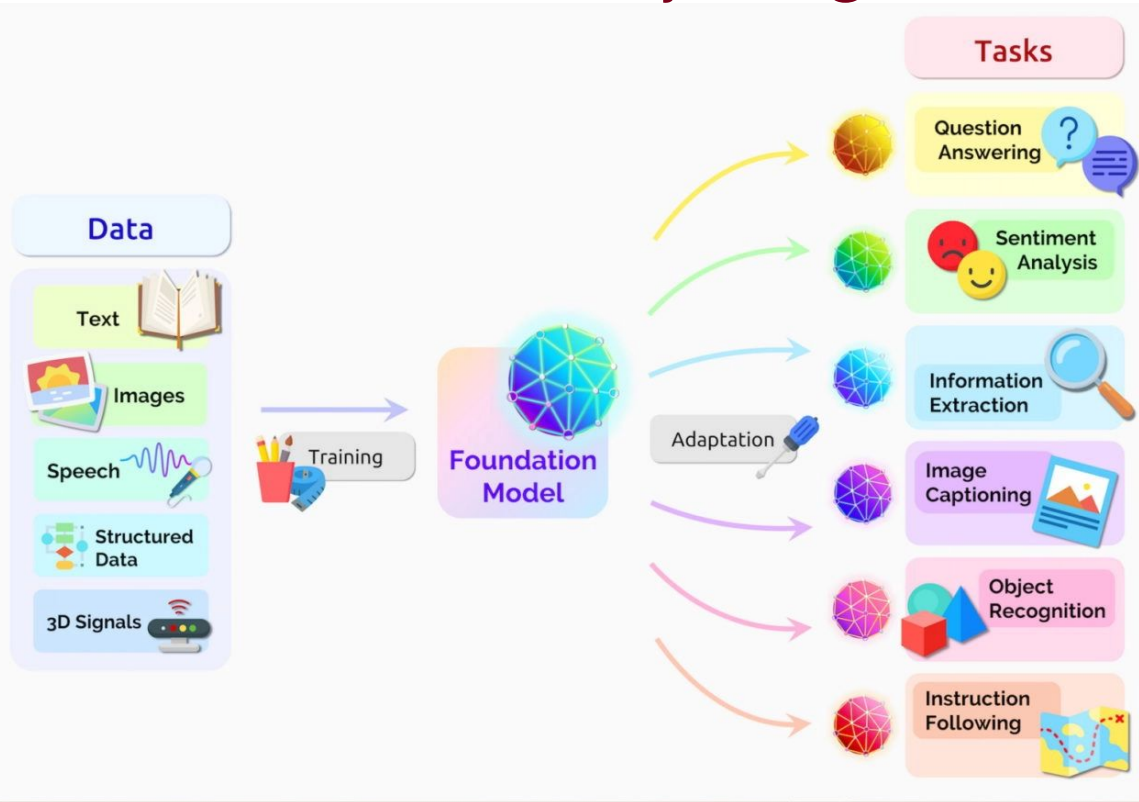 Data
Text
Images
Speech
Structured
Data
3D Signals
Training
Foundation
Model
Adaptation
Tasks
Question
Answering
?
Sentiment
Analysis
Information
Extraction
Image
Captioning
Object
Recognition
Instruction
Following